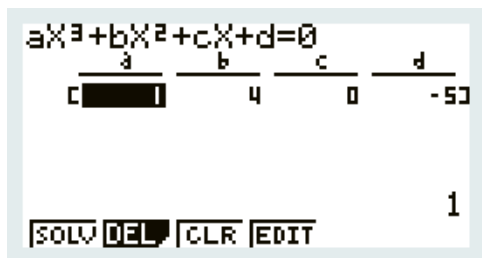 aX³+bX²+cX+d=0
a b c d
[ 1 4 0 -5]
1
SOLV DEL CLR EDIT